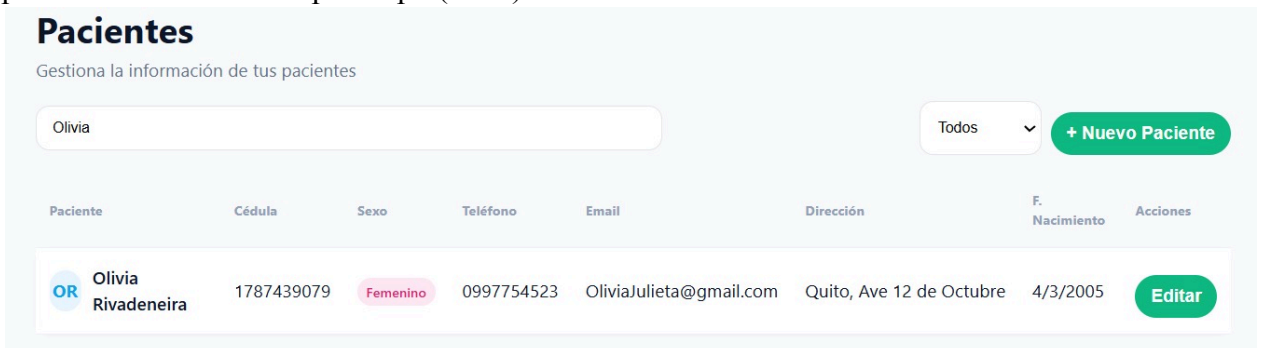 Pacientes
Gestiona la información de tus pacientes
Olivia
Todos
+ Nuevo Paciente
Paciente Cédula Sexo Teléfono Email Dirección F. Nacimiento Acciones
OR Olivia Rivadeneira 1787439079 Femenino 0997754523 OliviaJulieta@gmail.com Quito, Ave 12 de Octubre 4/3/2005 Editar